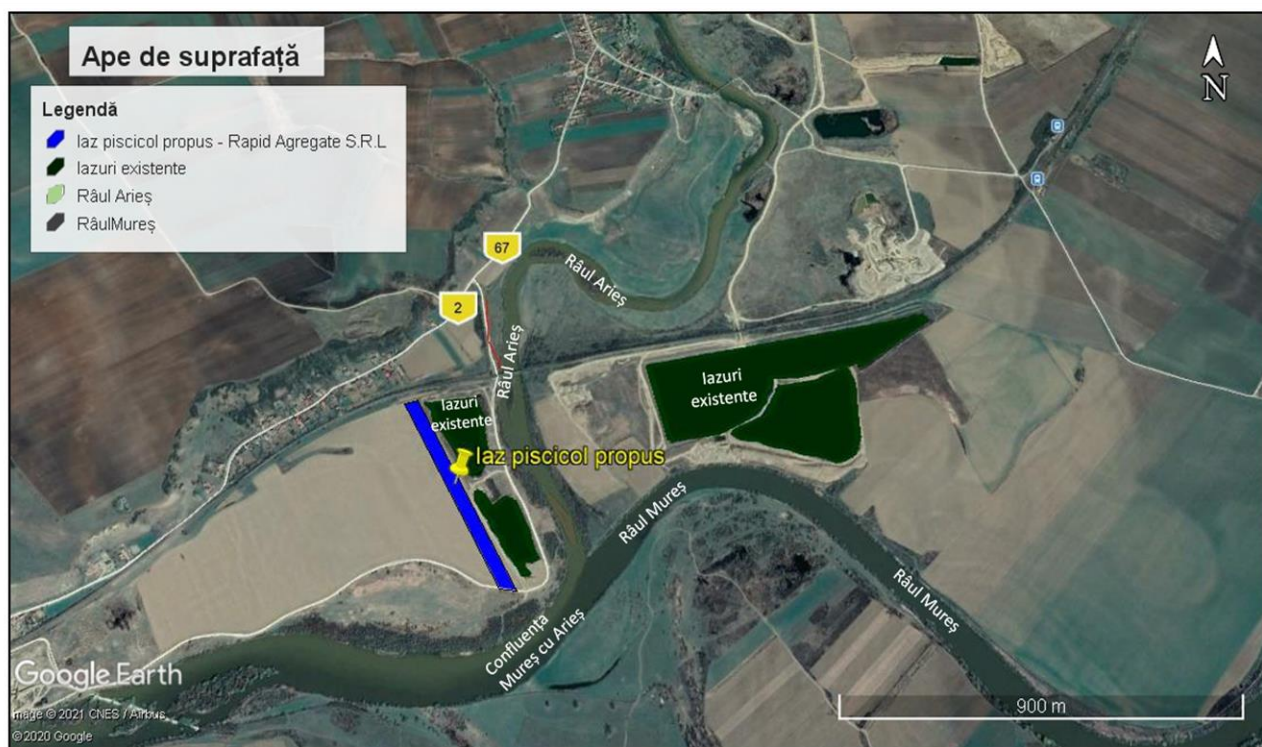 Ape de suprafață
N
Legendă
Iaz piscicol propus - Rapid Agregate S.R.L
Iazuri existente
Râul Arieș
RâulMureș
67
2
Râul Arieș
Râul Arieș
Iazuri
existente
Iazuri
existente
Iaz piscicol propus
Râul Mureș
Râul Mureș
Confluența
Mureș cu Arieș
Google Earth
Image © 2021 CNES / Airbus
© 2020 Google
900 m